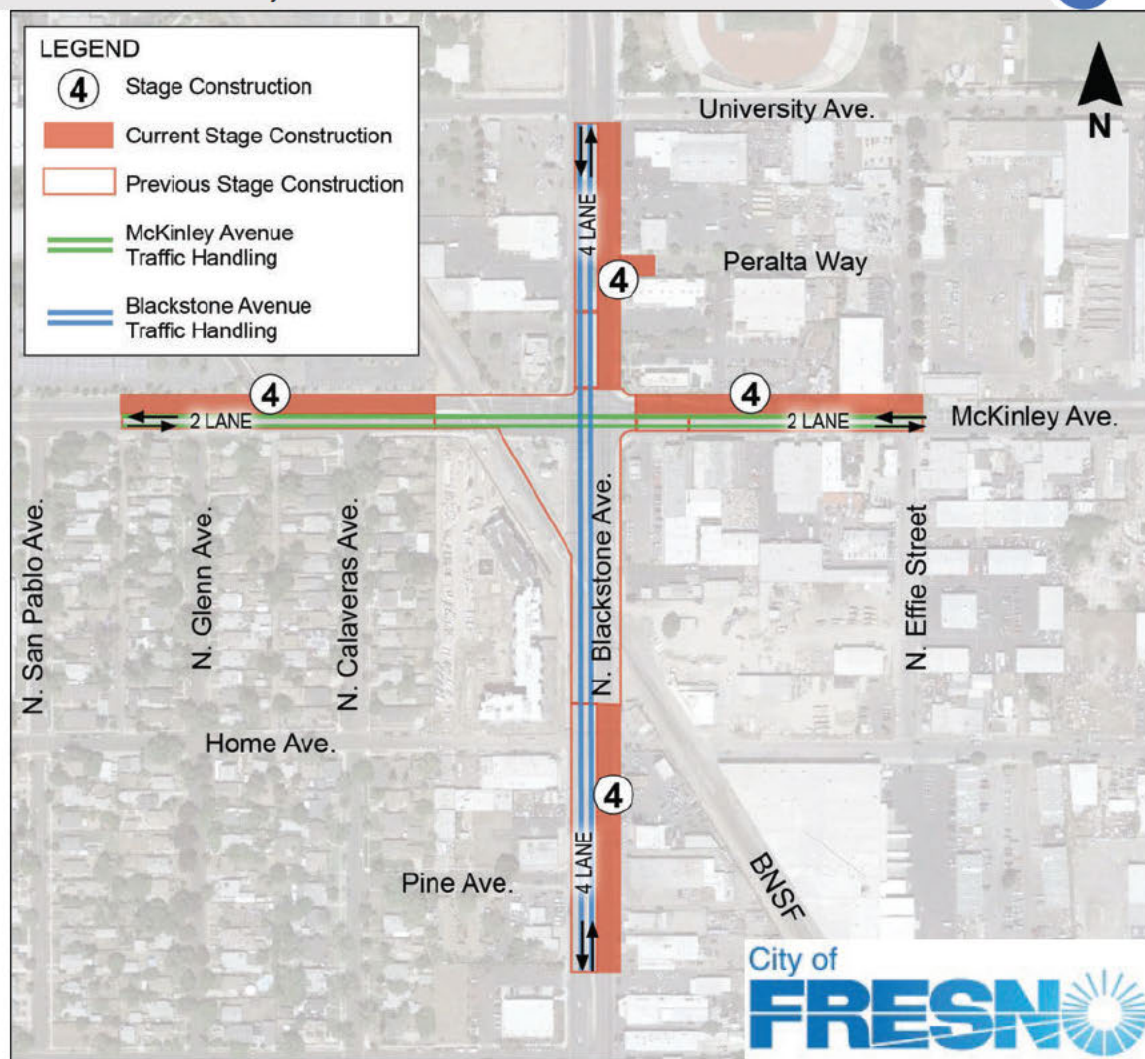 LEGEND
4 Stage Construction
Current Stage Construction
Previous Stage Construction
McKinley Avenue
Traffic Handling
Blackstone Avenue
Traffic Handling
University Ave.
N
4 LANE
Peralta Way
4
4
4
2 LANE
2 LANE
McKinley Ave.
N. San Pablo Ave.
N. Glenn Ave.
N. Calaveras Ave.
N. Blackstone Ave.
N. Effie Street
Home Ave.
4
4 LANE
Pine Ave.
BNSF
City of
FRESNO